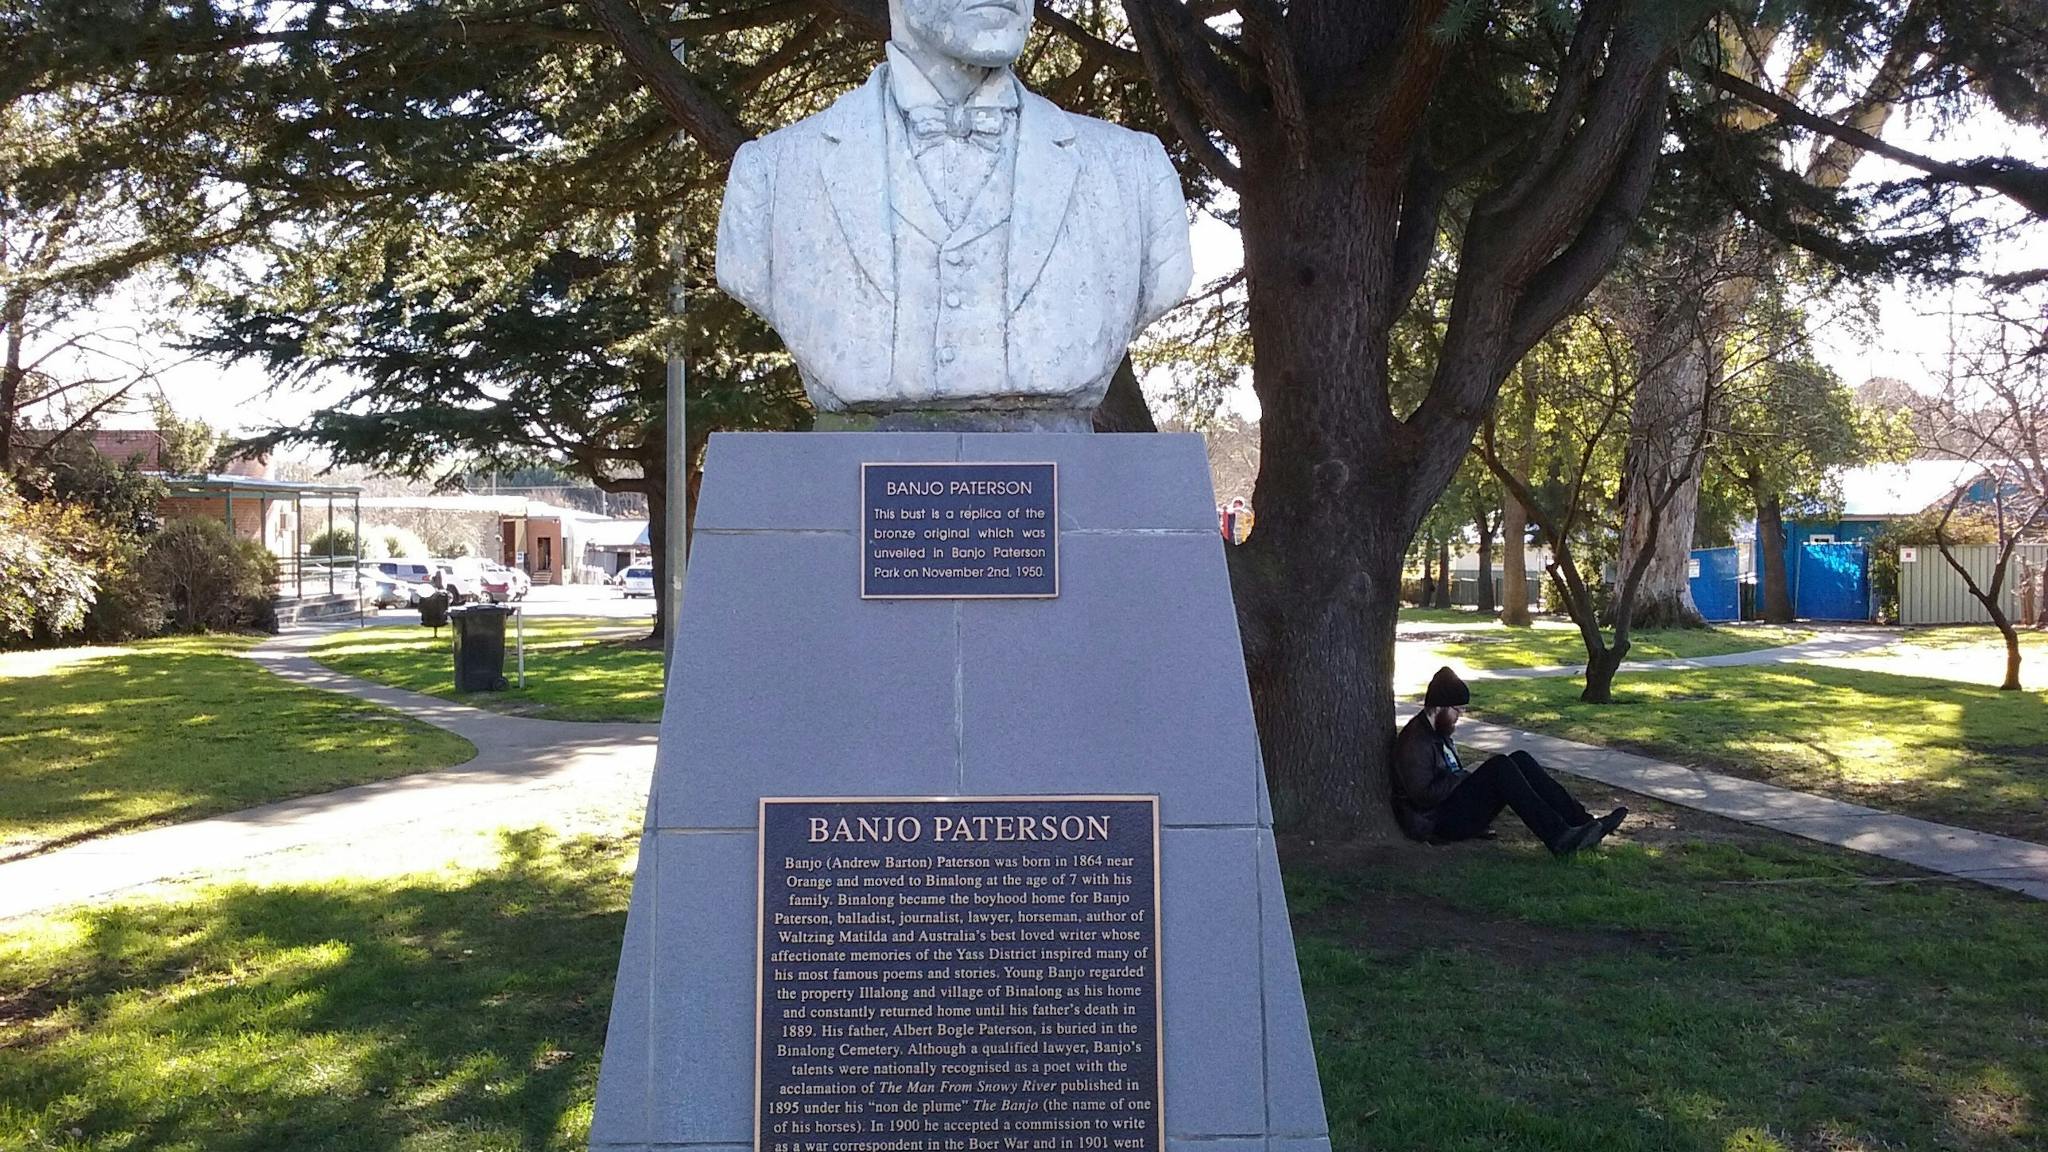 BANJO PATERSON
This bust is a replica of the
bronze original which was
unveiled in Banjo Paterson
Park on November 2nd, 1950.
BANJO PATERSON
Banjo (Andrew Barton) Paterson was born in 1864 near
Orange and moved to Binalong at the age of 7 with his
family. Binalong became the boyhood home for Banjo
Paterson, balladist, journalist, lawyer, horseman, author of
Waltzing Matilda and Australia's best loved writer whose
affectionate memories of the Yass District inspired many of
his most famous poems and stories. Young Banjo regarded
the property Illalong and village of Binalong as his home
and constantly returned home until his father's death in
1889. His father, Albert Bogle Paterson, is buried in the
Binalong Cemetery. Although a qualified lawyer, Banjo's
talents were nationally recognised as a poet with the
acclamation of The Man From Snowy River published in
1895 under his "non de plume" The Banjo (the name of one
of his horses). In 1900 he accepted a commission to write
as a war correspondent in the Boer War and in 1901 went